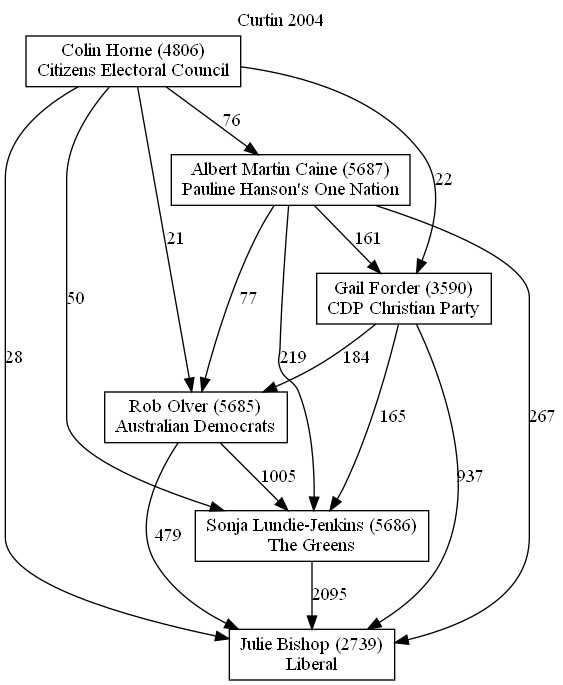 Curtin 2004
Colin Horne (4806)
Citizens Electoral Council
76
Albert Martin Caine (5687)
Pauline Hanson's One Nation
22
21
161
Gail Forder (3590)
CDP Christian Party
50
77
28
219
184
Rob Olver (5685)
Australian Democrats
165
267
1005
937
479
Sonja Lundie-Jenkins (5686)
The Greens
2095
Julie Bishop (2739)
Liberal